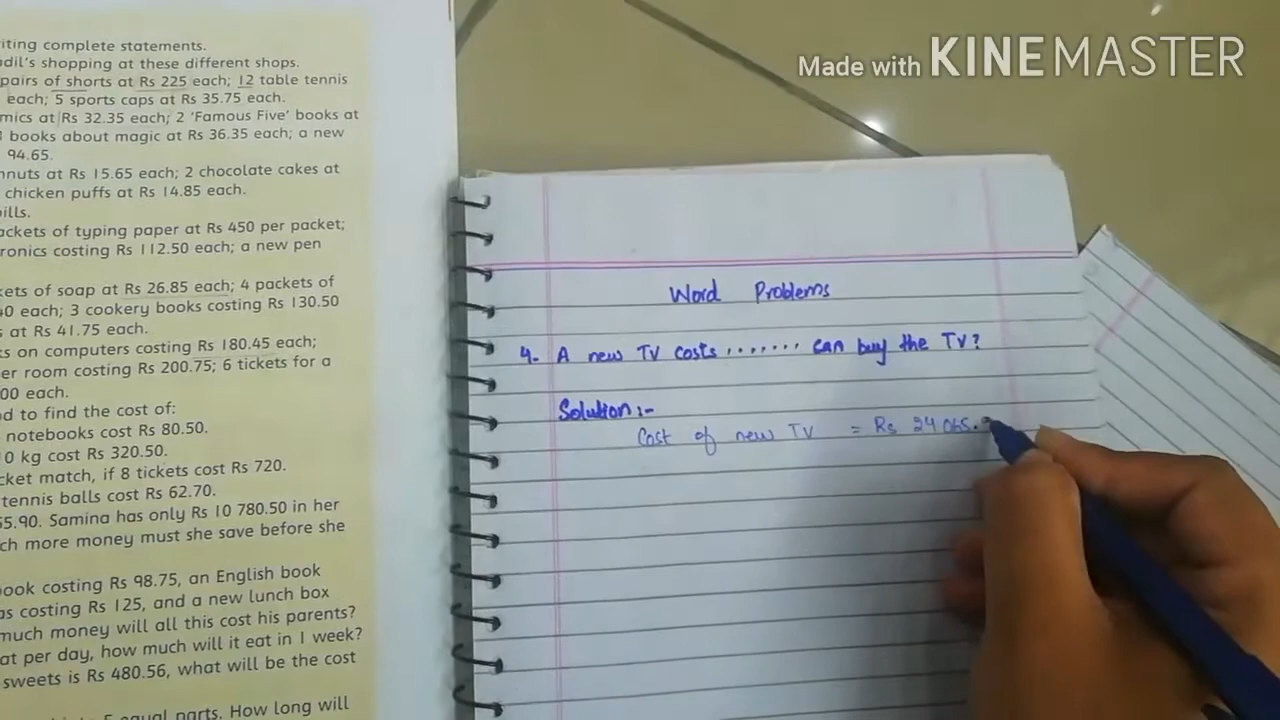 Made with KINEMASTER
iting complete statements.
dil's shopping at these different shops.
pairs of shorts at Rs 225 each; 12 table tennis
each; 5 sports caps at Rs 35.75 each.
mics at Rs 32.35 each; 2 'Famous Five' books at
books about magic at Rs 36.35 each; a new
94.65.
nuts at Rs 15.65 each; 2 chocolate cakes at
chicken puffs at Rs 14.85 each.
ills.
ackets of typing paper at Rs 450 per packet;
ronics costing Rs 112.50 each; a new pen
kets of soap at Rs 26.85 each; 4 packets of
40 each; 3 cookery books costing Rs 130.50
s at Rs 41.75 each.
ks on computers costing Rs 180.45 each;
er room costing Rs 200.75; 6 tickets for a
00 each.
d to find the cost of:
notebooks cost Rs 80.50.
0 kg cost Rs 320.50.
cket match, if 8 tickets cost Rs 720.
tennis balls cost Rs 62.70.
65.90. Samina has only Rs 10 780.50 in her
ch more money must she save before she
ook costing Rs 98.75, an English book
as costing Rs 125, and a new lunch box
much money will all this cost his parents?
at per day, how much will it eat in 1 week?
sweets is Rs 480.56, what will be the cost
5 equal parts. How long will
Word Problems
4. A new TV costs ....... can buy the TV?
Solution:-
Cost of new TV = Rs 24065.